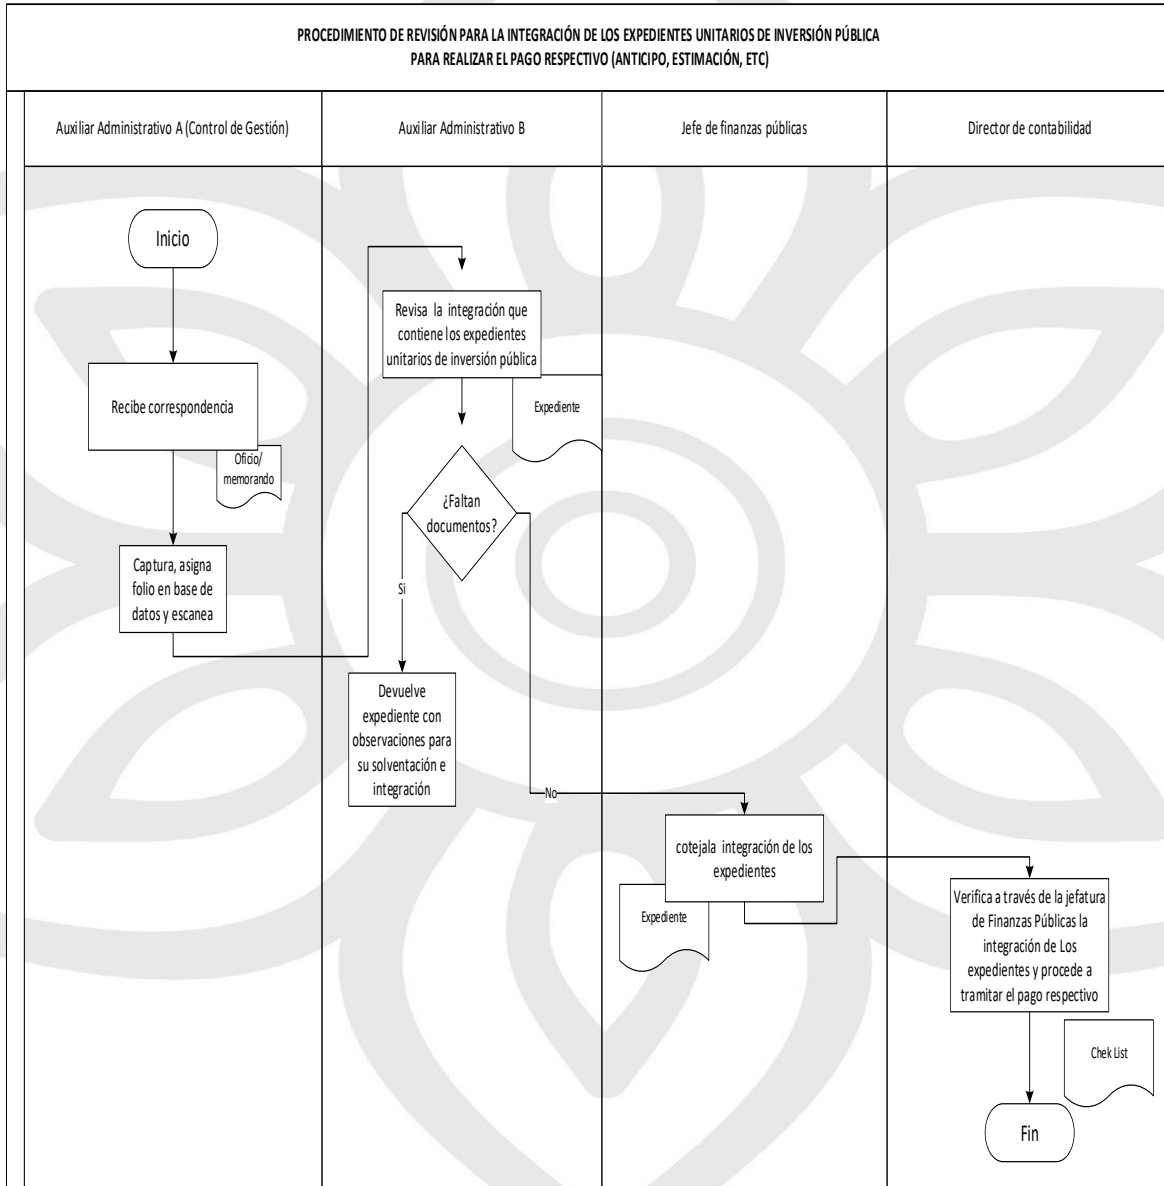 PROCEDIMIENTO DE REVISIÓN PARA LA INTEGRACIÓN DE LOS EXPEDIENTES UNITARIOS DE INVERSIÓN PÚBLICA
PARA REALIZAR EL PAGO RESPECTIVO (ANTICIPO, ESTIMACIÓN, ETC)
Auxiliar Administrativo A (Control de Gestión)
Auxiliar Administrativo B
Jefe de finanzas públicas
Director de contabilidad
Inicio
Recibe correspondencia
Oficio/
memorando
Captura, asigna
folio en base de
datos y escanea
Revisa la integración que
contiene los expedientes
unitarios de inversión pública
Expediente
¿Faltan
documentos?
Si
Devuelve
expediente con
observaciones para
su solventación e
integración
No
cotejala integración de los
expedientes
Expediente
Verifica a través de la jefatura
de Finanzas Públicas la
integración de Los
expedientes y procede a
tramitar el pago respectivo
Chek List
Fin